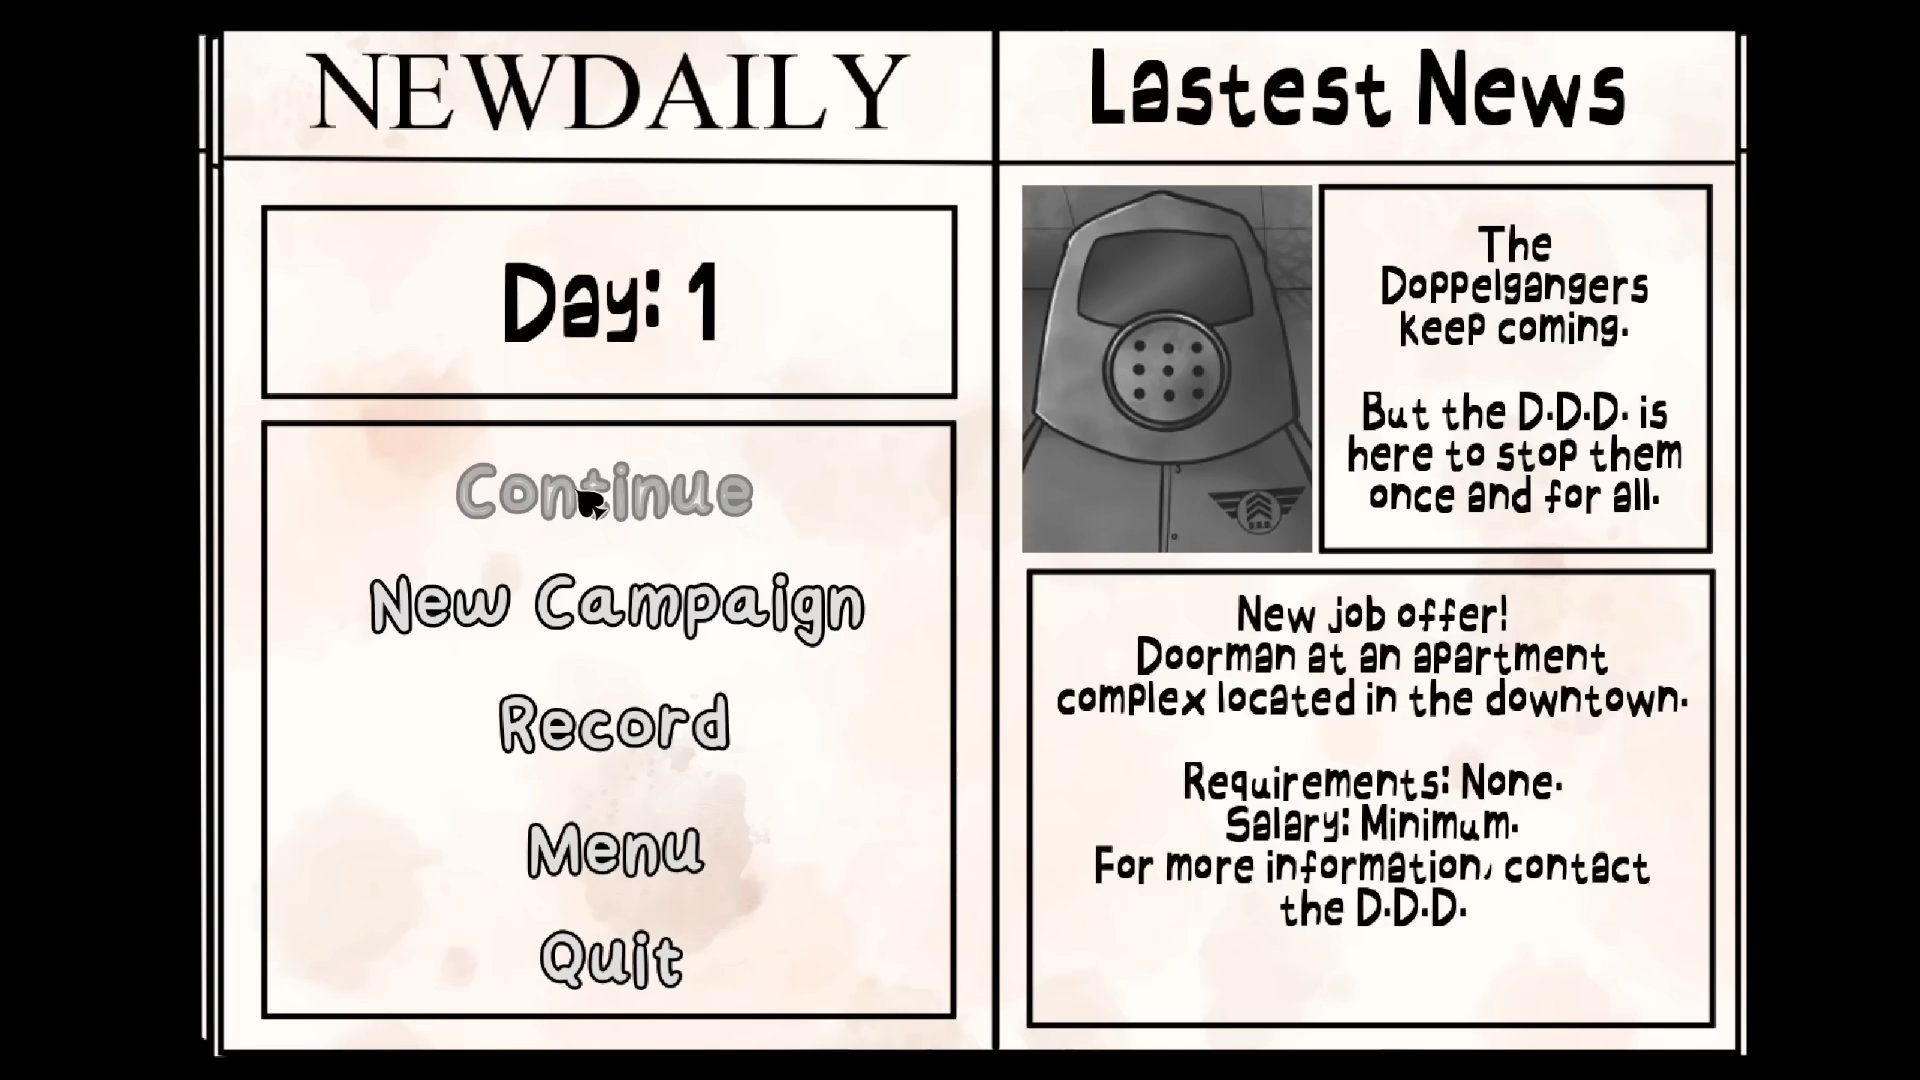 NEWDAILY
Day: 1
Continue
New Campaign
Record
Menu
Quit
Lastest News
D.D.D.
The
Doppelgangers
keep coming.
But the D.D.D. is
here to stop them
once and for all.
New job offer!
Doorman at an apartment
complex located in the downtown.
Requirements: None.
Salary: Minimum.
For more information, contact
the D.D.D.